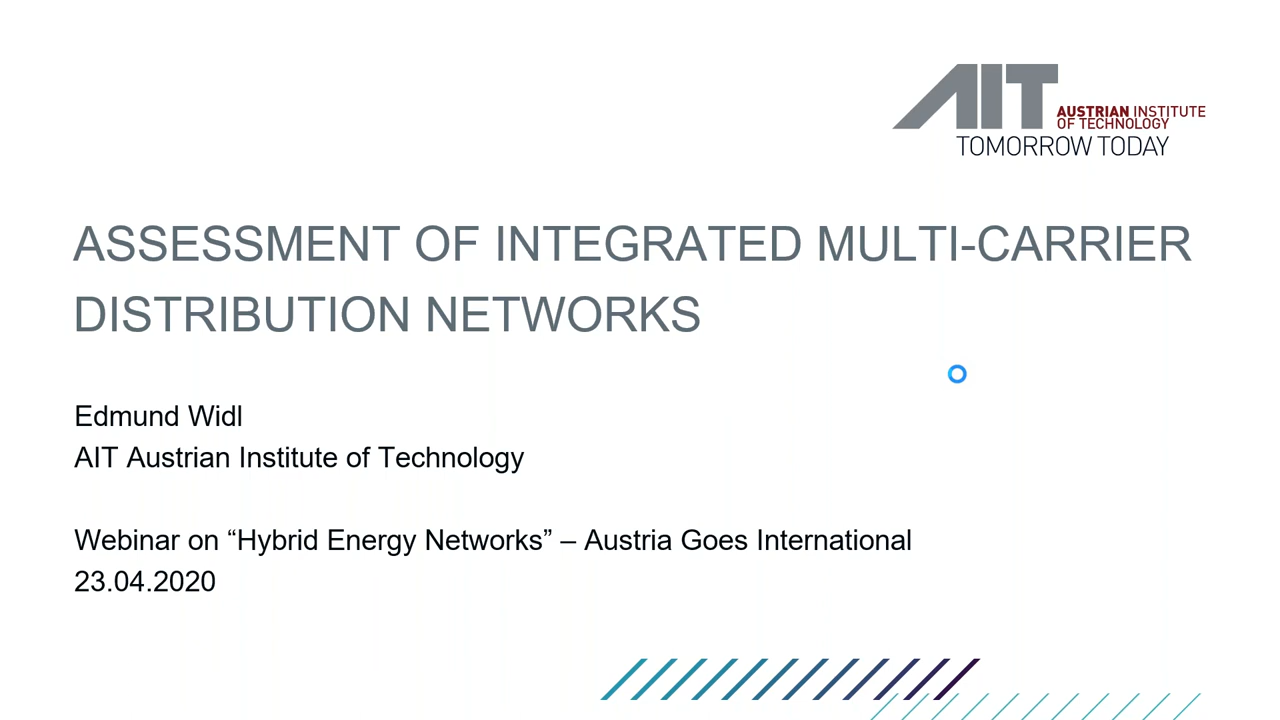 AIT
AUSTRIAN INSTITUTE
OF TECHNOLOGY
TOMORROW TODAY
ASSESSMENT OF INTEGRATED MULTI-CARRIER
DISTRIBUTION NETWORKS
Edmund Widl
AIT Austrian Institute of Technology
Webinar on “Hybrid Energy Networks” – Austria Goes International
23.04.2020